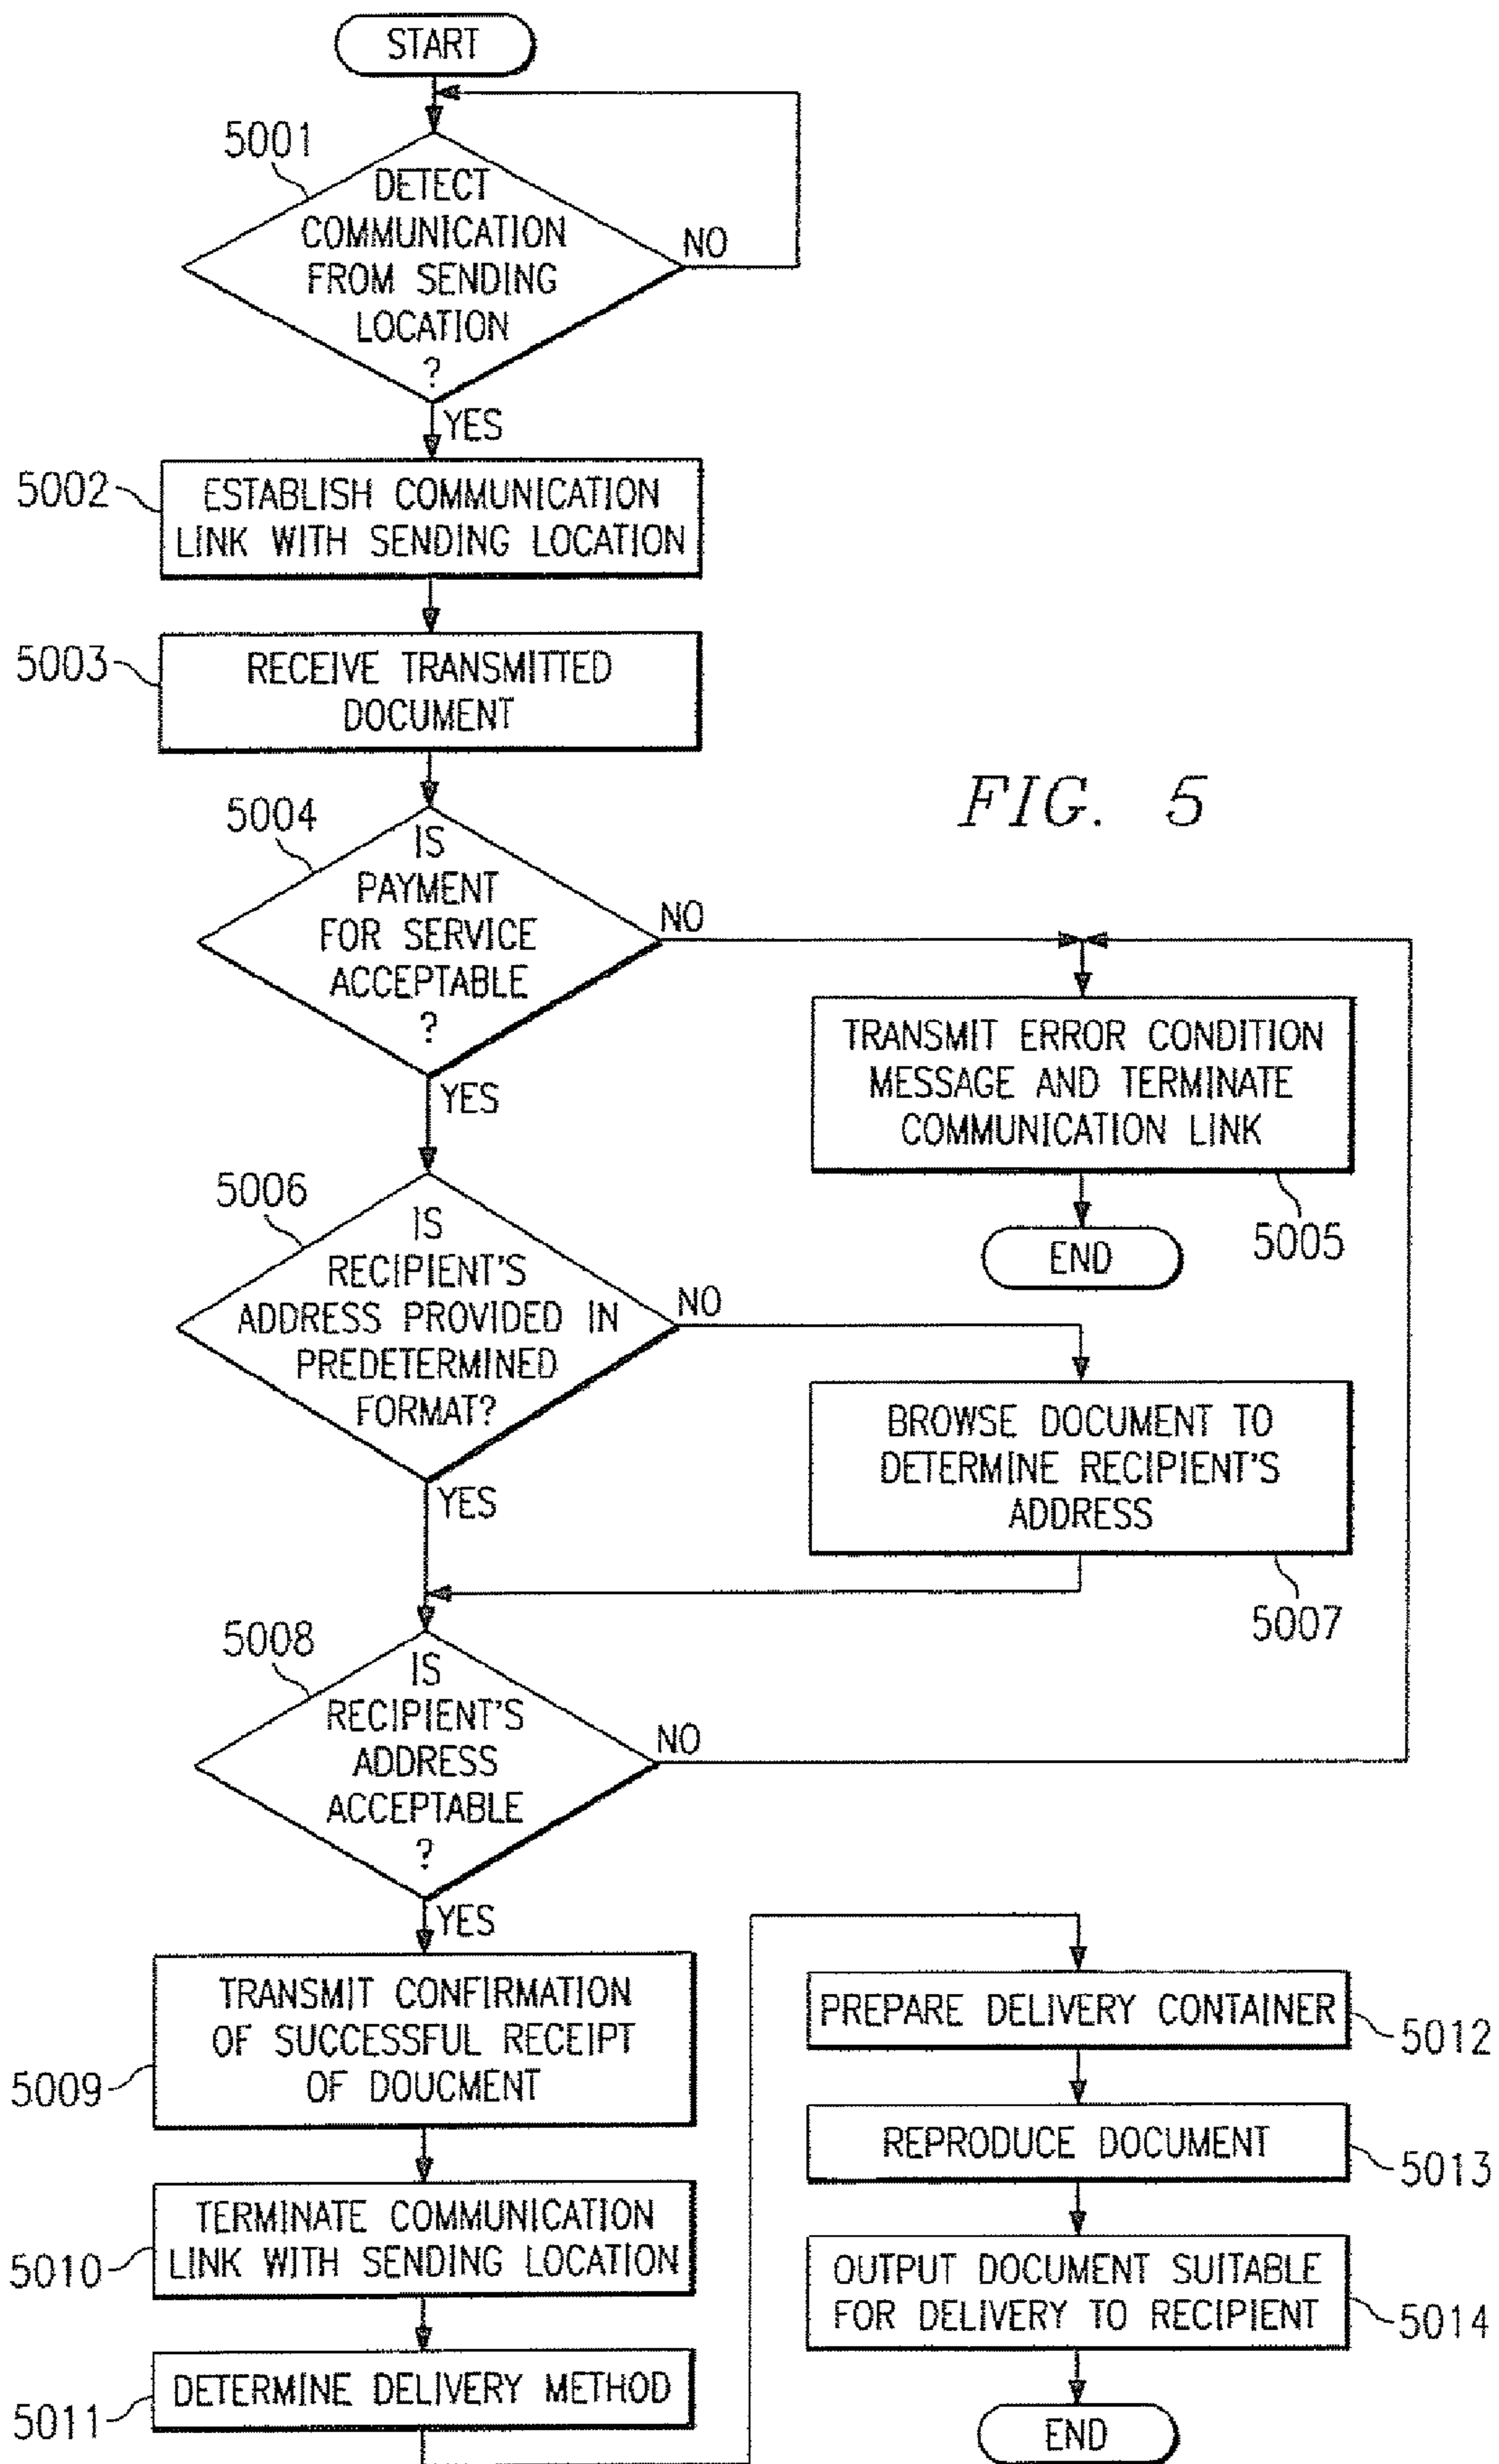 START
5001
DETECT
COMMUNICATION
FROM SENDING
LOCATION
?
NO
YES
5002
ESTABLISH COMMUNICATION
LINK WITH SENDING LOCATION
5003
RECEIVE TRANSMITTED
DOCUMENT
FIG. 5
5004
IS
PAYMENT
FOR SERVICE
ACCEPTABLE
?
NO
YES
TRANSMIT ERROR CONDITION
MESSAGE AND TERMINATE
COMMUNICATION LINK
5005
END
5006
IS
RECIPIENT'S
ADDRESS PROVIDED IN
PREDETERMINED
FORMAT?
NO
YES
BROWSE DOCUMENT TO
DETERMINE RECIPIENT'S
ADDRESS
5007
5008
IS
RECIPIENT'S
ADDRESS
ACCEPTABLE
?
NO
YES
TRANSMIT CONFIRMATION
OF SUCCESSFUL RECEIPT
OF DOUCMENT
5009
TERMINATE COMMUNICATION
LINK WITH SENDING LOCATION
5010
DETERMINE DELIVERY METHOD
5011
PREPARE DELIVERY CONTAINER
5012
REPRODUCE DOCUMENT
5013
OUTPUT DOCUMENT SUITABLE
FOR DELIVERY TO RECIPIENT
5014
END